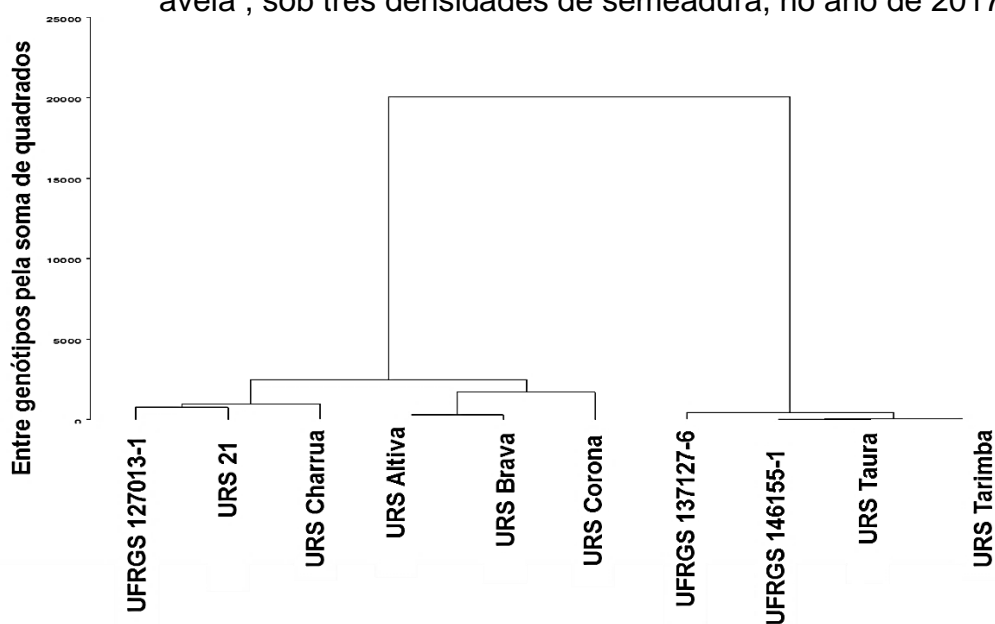 aveia , sob três densidades de semeadura, no ano de 2017
Entre genótipos pela soma de quadrados
25000
20000
15000
10000
5000
0
UFRGS 127013-1
URS 21
URS Charrua
URS Altiva
URS Brava
URS Corona
UFRGS 137127-6
UFRGS 146155-1
URS Taura
URS Tarimba